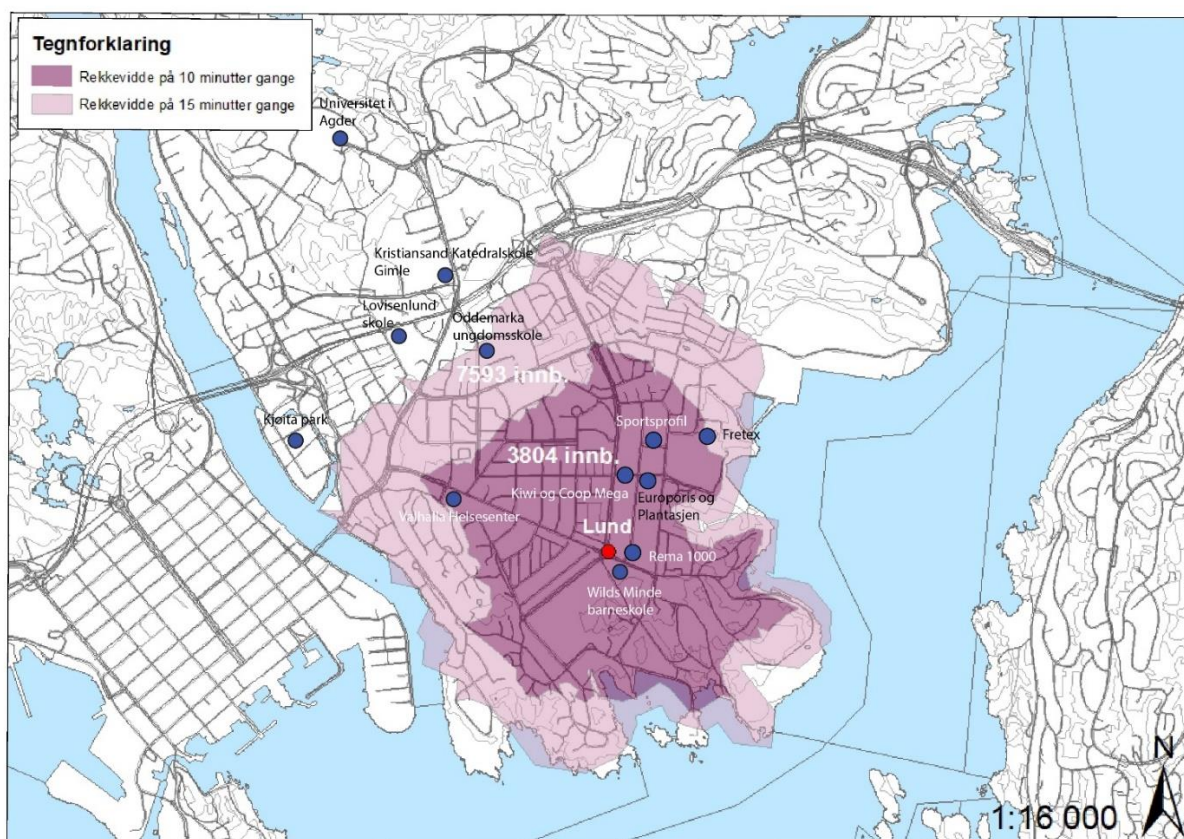 Tegnforklaring
Rekkevidde på 10 minutter gange
Rekkevidde på 15 minutter gange
Universitet i
Agder
Kristiansand Katedralskole
Gimle
Lovisenlund
skole
Oddemarka
ungdomsskole
7593 innb.
Kjøita park
Sportsprofil
Fretex
3804 innb.
Kiwi og Coop Mega
Europris og
Plantasjen
Valhalla Helsesenter
Lund
Rema 1000
Wilds Minde
barneskole
N
1:16 000